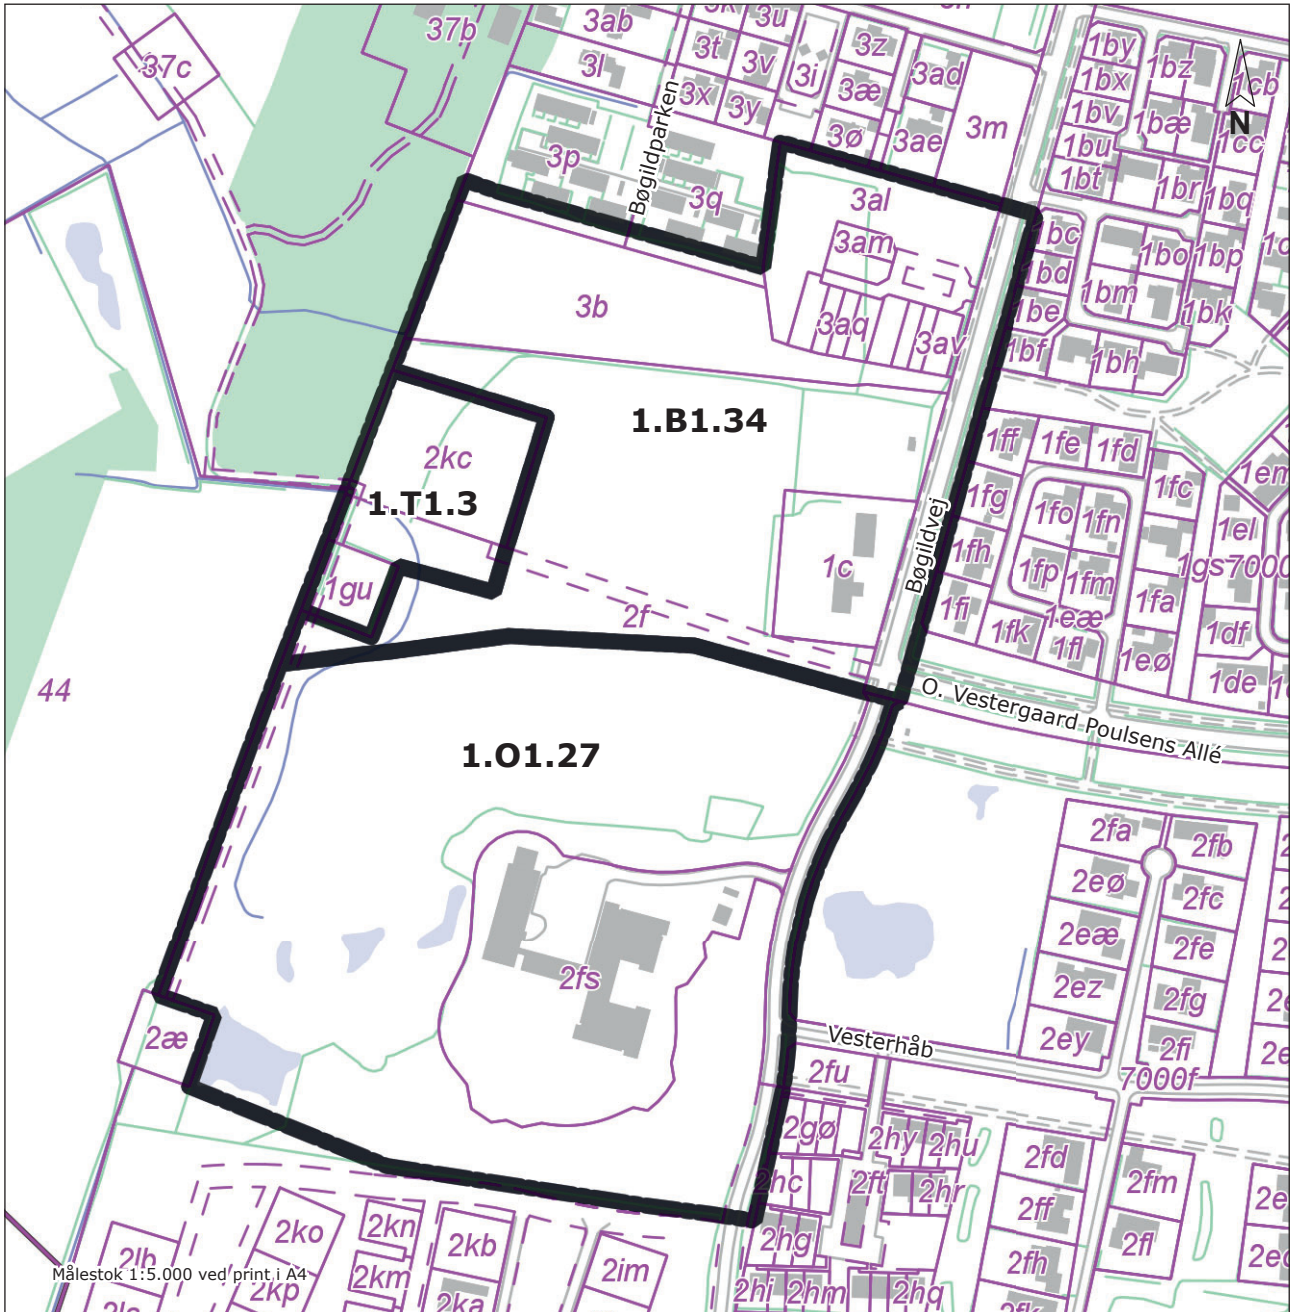 37b
3ab
3u
3z
1by
1bz
1cb
37c
3l
3t
3v
3i
3ad
1bx
3x
3y
3æ
3m
1bv
1bæ
N
1cc
3ø
3ae
1bu
3p
Bøgildparken
3q
3al
1bt
1br
1bq
3am
1bc
1bo
1bp
1bd
3b
3aq
3av
1be
1bm
1bk
1bf
1bh
1.B1.34
2kc
1ff
1fe
1fd
1em
1.T1.3
1fg
1fo
1fn
1fc
1el
Bøgildvej
1c
1fh
1fp
1fm
1gs
7000
1gu
1fi
1fk
1eæ
1fa
2f
1fl
1eø
1df
44
1de
O. Vestergaard Poulsens Allé
1.O1.27
2fa
2fb
2eø
2fc
2eæ
2fe
2fs
2ez
2fg
2æ
Vesterhåb
2ey
2fi
2fu
7000f
2gø
2hy
2hu
2fd
2hc
2ft
2hr
2fm
2ff
2ko
2kn
2kb
2hg
2fl
2lb
2km
2im
2fh
Målestok 1:5.000 ved print i A4
2kp
2ka
2hi
2hm
2hq